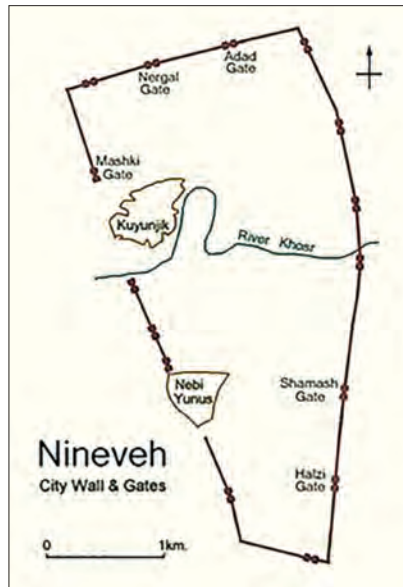 Adad
Gate
Nergal
Gate
Mashki
Gate
Kuyunjik
River Khosr
Shamash
Gate
Nebi
Yunus
Halzi
Gate
Nineveh
City Wall & Gates
0
1km.